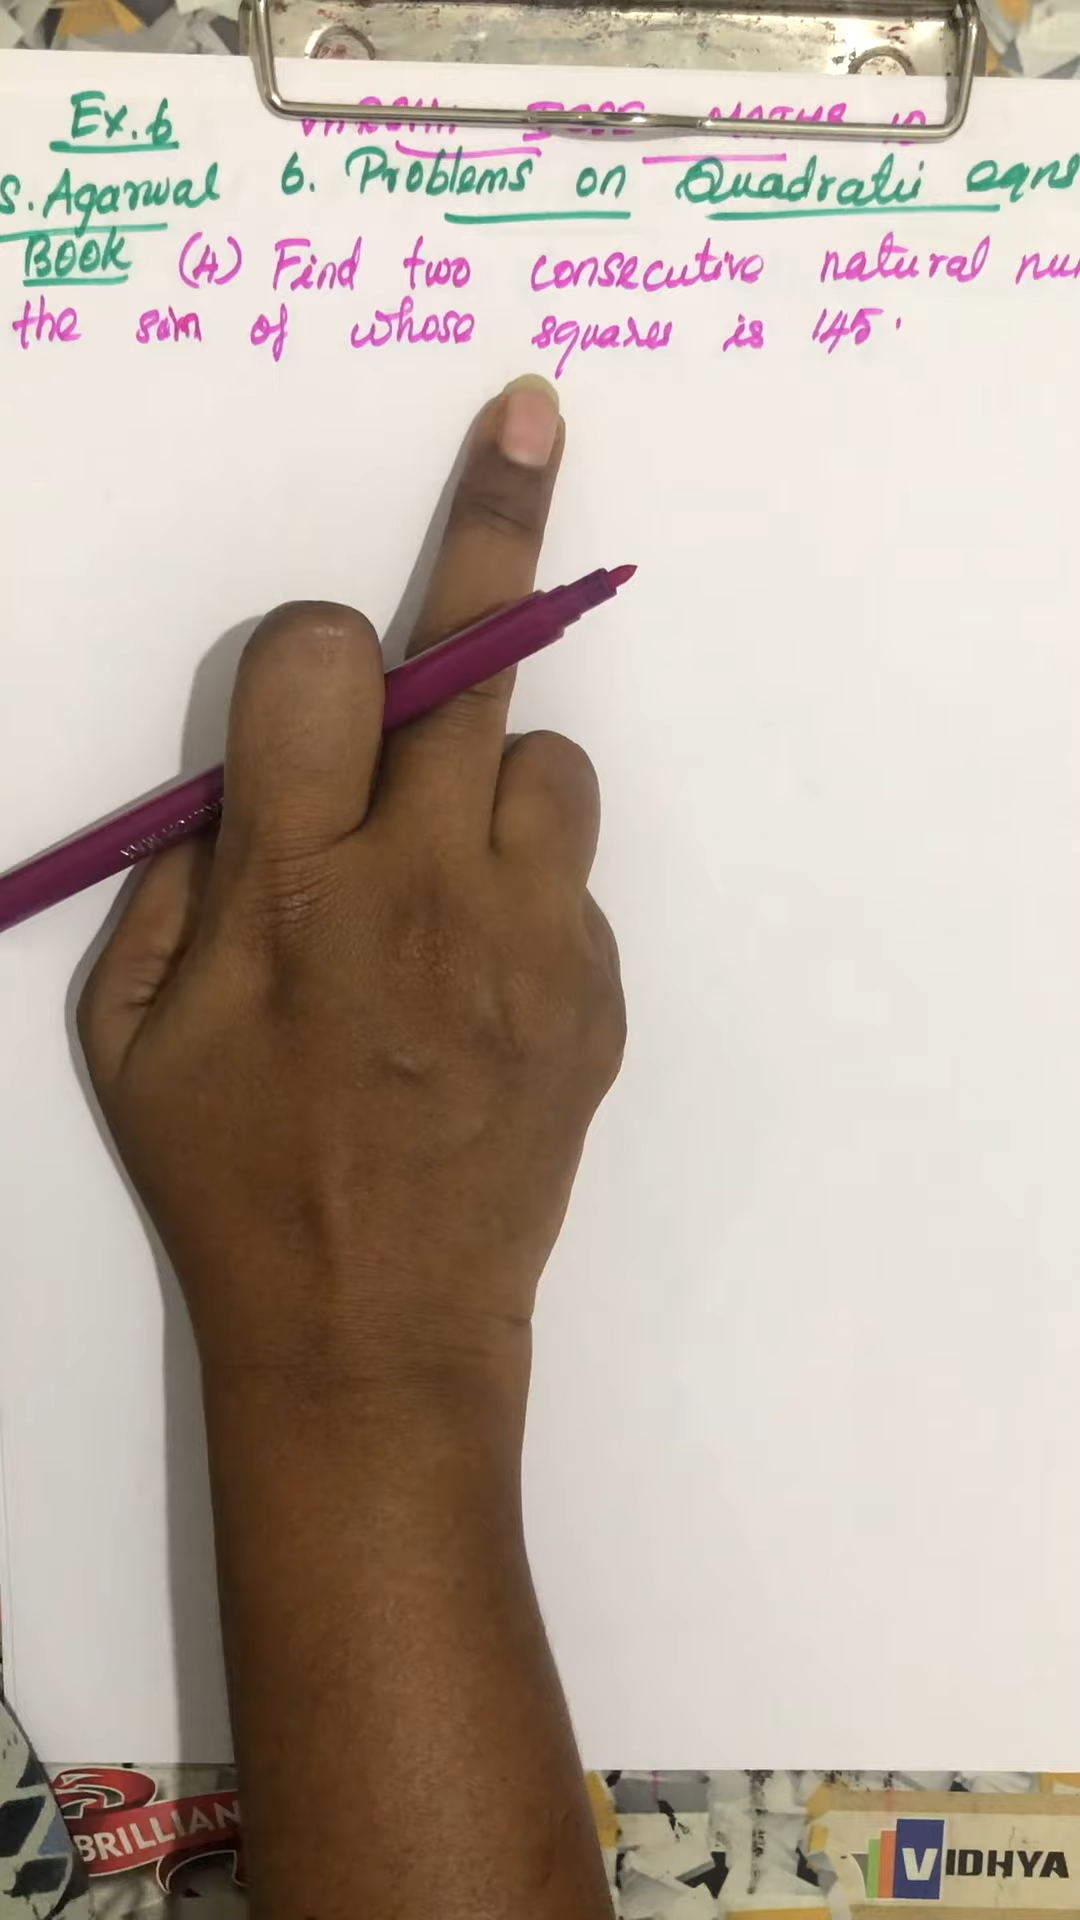 Ex.6
S. Agarwal 6. Problems on Quadratic eqns
BOOK (4) Find two consecutive natural
the sum of whose squares is 145.
BRILLIAN
VIDHYA